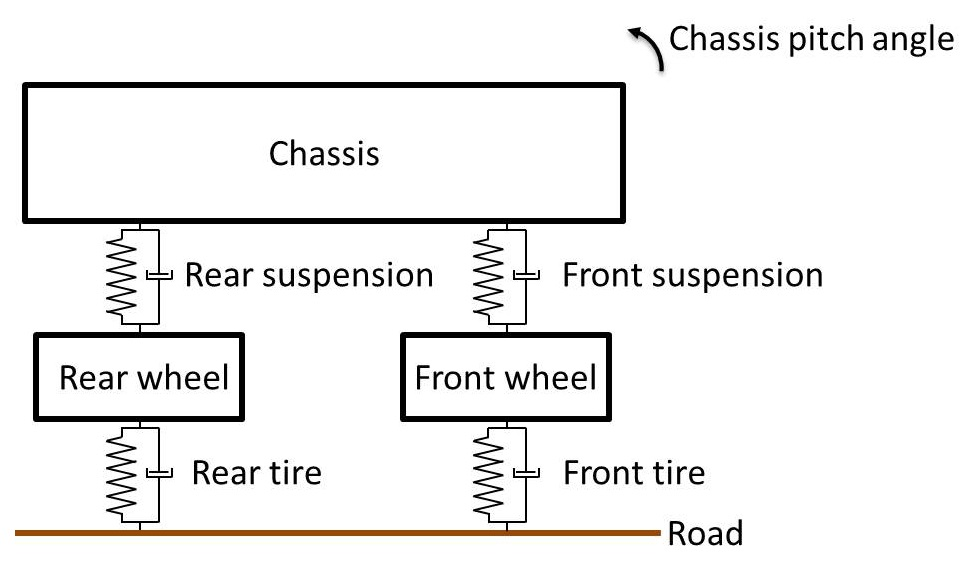 Chassis pitch angle
Chassis
Rear suspension
Front suspension
Rear wheel
Front wheel
Rear tire
Front tire
Road